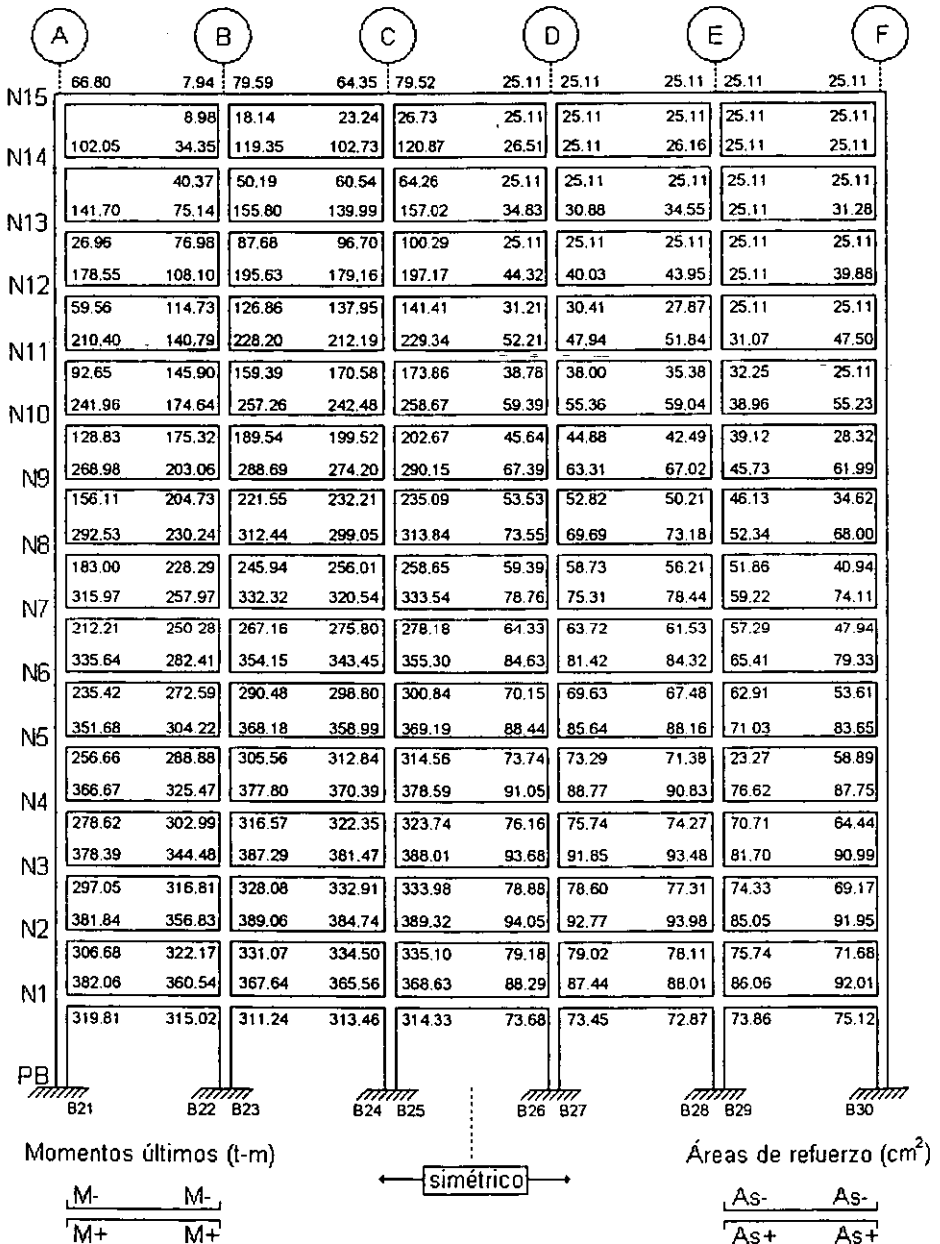 A B C D E F
66.80 7.94 79.59 64.35 79.52 25.11 25.11 25.11 25.11 25.11
N15
8.98 18.14 23.24 26.73 25.11 25.11 25.11 25.11 25.11
102.05 34.35 119.35 102.73 120.87 26.51 25.11 26.16 25.11 25.11
N14
40.37 50.19 60.54 64.26 25.11 25.11 25.11 25.11 25.11
141.70 75.14 155.80 139.99 157.02 34.83 30.88 34.55 25.11 31.28
N13
26.96 76.98 87.68 96.70 100.29 25.11 25.11 25.11 25.11 25.11
178.55 108.10 195.63 179.16 197.17 44.32 40.03 43.95 25.11 39.88
N12
59.56 114.73 126.86 137.95 141.41 31.21 30.41 27.87 25.11 25.11
210.40 140.79 228.20 212.19 229.34 52.21 47.94 51.84 31.07 47.50
N11
92.65 145.90 159.39 170.58 173.86 38.78 38.00 35.38 32.25 25.11
241.96 174.64 257.26 242.48 258.67 59.39 55.36 59.04 38.96 55.23
N10
128.83 175.32 189.54 199.52 202.67 45.64 44.88 42.49 39.12 28.32
268.98 203.06 288.69 274.20 290.15 67.39 63.31 67.02 45.73 61.99
N9
156.11 204.73 221.55 232.21 235.09 53.53 52.82 50.21 46.13 34.62
292.53 230.24 312.44 299.05 313.84 73.55 69.69 73.18 52.34 68.00
N8
183.00 228.29 245.94 256.01 258.65 59.39 58.73 56.21 51.86 40.94
315.97 257.97 332.32 320.54 333.54 78.76 75.31 78.44 59.22 74.11
N7
212.21 250.28 267.16 275.80 278.18 64.33 63.72 61.53 57.29 47.94
335.64 282.41 354.15 343.45 355.30 84.63 81.42 84.32 65.41 79.33
N6
235.42 272.59 290.48 298.80 300.84 70.15 69.63 67.48 62.91 53.61
351.68 304.22 368.18 358.99 369.19 88.44 85.64 88.16 71.03 83.65
N5
256.66 288.88 305.56 312.84 314.56 73.74 73.29 71.38 23.27 58.89
366.67 325.47 377.80 370.39 378.59 91.05 88.77 90.83 76.62 87.75
N4
278.62 302.99 316.57 322.35 323.74 76.16 75.74 74.27 70.71 64.44
378.39 344.48 387.29 381.47 388.01 93.68 91.85 93.48 81.70 90.99
N3
297.05 316.81 328.08 332.91 333.98 78.88 78.60 77.31 74.33 69.17
381.84 356.83 389.06 384.74 389.32 94.05 92.77 93.98 85.05 91.95
N2
306.68 322.17 331.07 334.50 335.10 79.18 79.02 78.11 75.74 71.68
382.06 360.54 367.64 365.56 368.63 88.29 87.44 88.01 86.06 92.01
N1
319.81 315.02 311.24 313.46 314.33 73.68 73.45 72.87 73.86 75.12
PB
B21 B22 B23 B24 B25 B26 B27 B28 B29 B30
Momentos últimos (t-m) simétrico Áreas de refuerzo (cm²)
M- M- As- As-
M+ M+ As+ As+